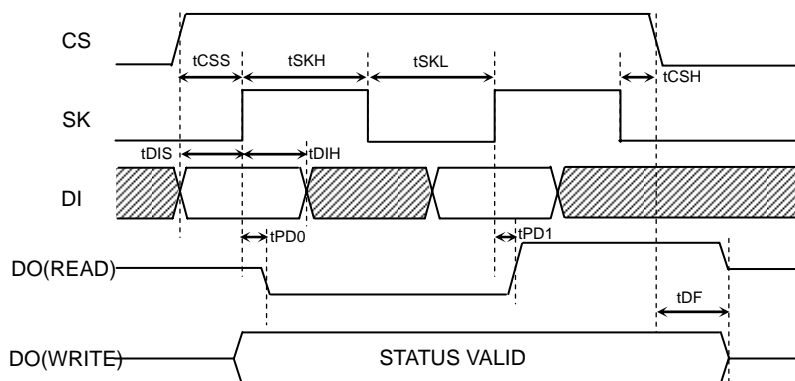 CS
tCSS tSKH tSKL tCSH
SK
tDIS tDIH
DI
tPD0 tPD1
DO(READ)
tDF
DO(WRITE) STATUS VALID